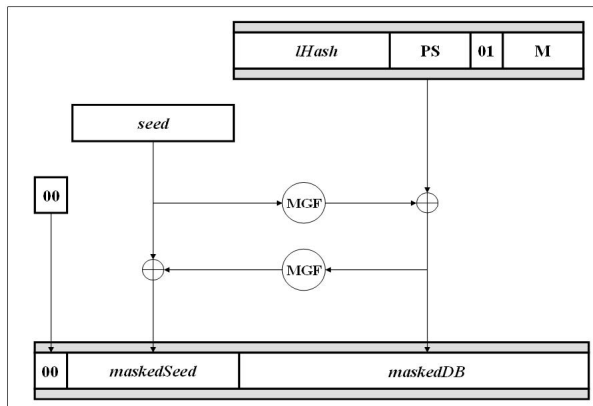 lHash PS 01 M
seed
00
MGF
MGF
00 maskedSeed maskedDB